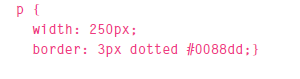 p {
  width: 250px;
  border: 3px dotted #0088dd;}